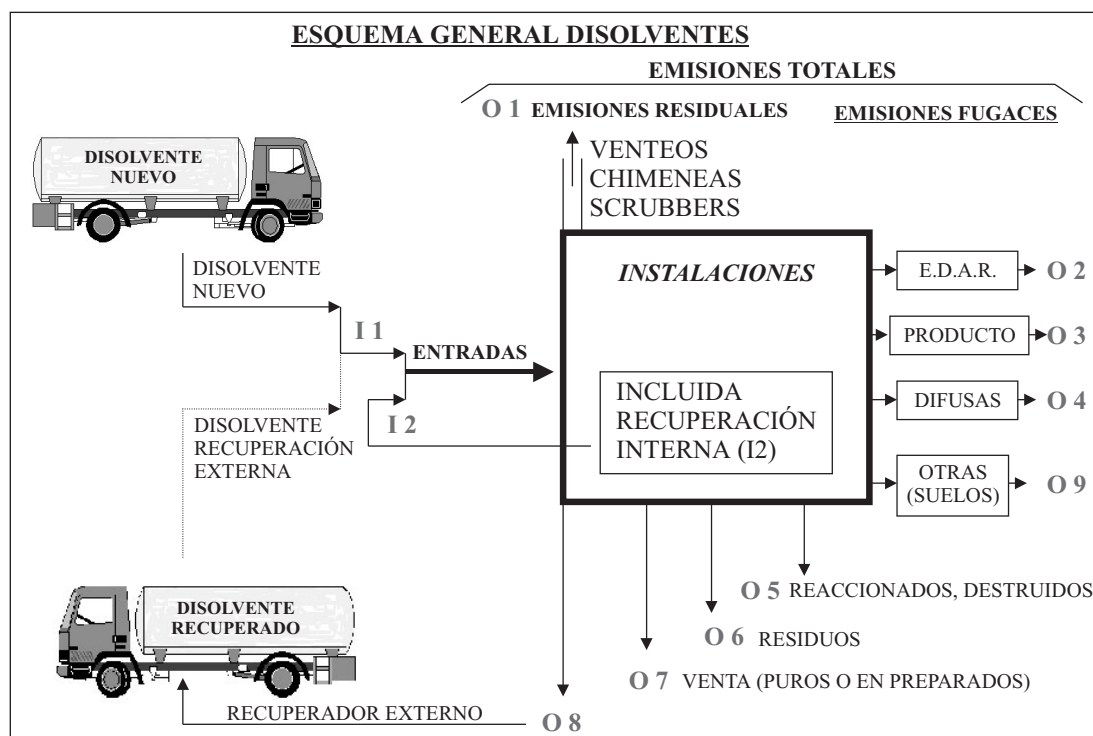 ESQUEMA GENERAL DISOLVENTES
EMISIONES TOTALES
O 1 EMISIONES RESIDUALES
EMISIONES FUGACES
VENTEOS
CHIMENEAS
SCRUBBERS
DISOLVENTE
NUEVO
DISOLVENTE
NUEVO
I 1
ENTRADAS
I 2
DISOLVENTE
RECUPERACIÓN
EXTERNA
INSTALACIONES
INCLUIDA
RECUPERACIÓN
INTERNA (I2)
E.D.A.R.
O 2
PRODUCTO
O 3
DIFUSAS
O 4
OTRAS
(SUELOS)
O 9
O 5 REACCIONADOS, DESTRUIDOS
O 6 RESIDUOS
O 7 VENTA (PUROS O EN PREPARADOS)
DISOLVENTE
RECUPERADO
RECUPERADOR EXTERNO
O 8